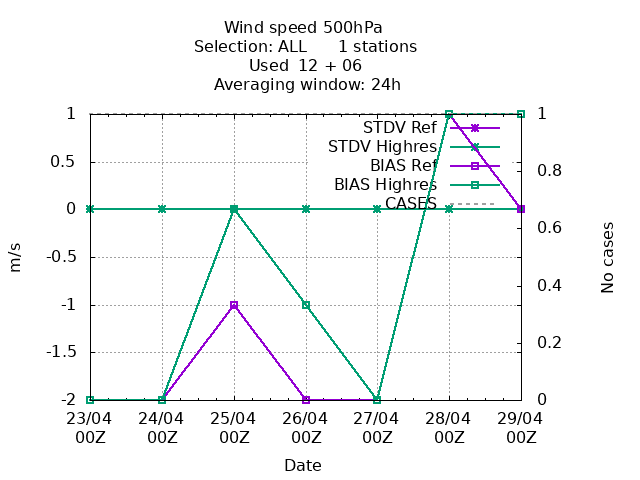 Wind speed 500hPa
Selection: ALL      1 stations
Used  12 + 06
Averaging window: 24h
1
0.5
0
-0.5
-1
-1.5
-2
m/s
STDV Ref
STDV Highres
BIAS Ref
BIAS Highres
CASES
1
0.8
0.6
0.4
0.2
0
No cases
23/04 24/04 25/04 26/04 27/04 28/04 29/04
00Z 00Z 00Z 00Z 00Z 00Z 00Z
Date